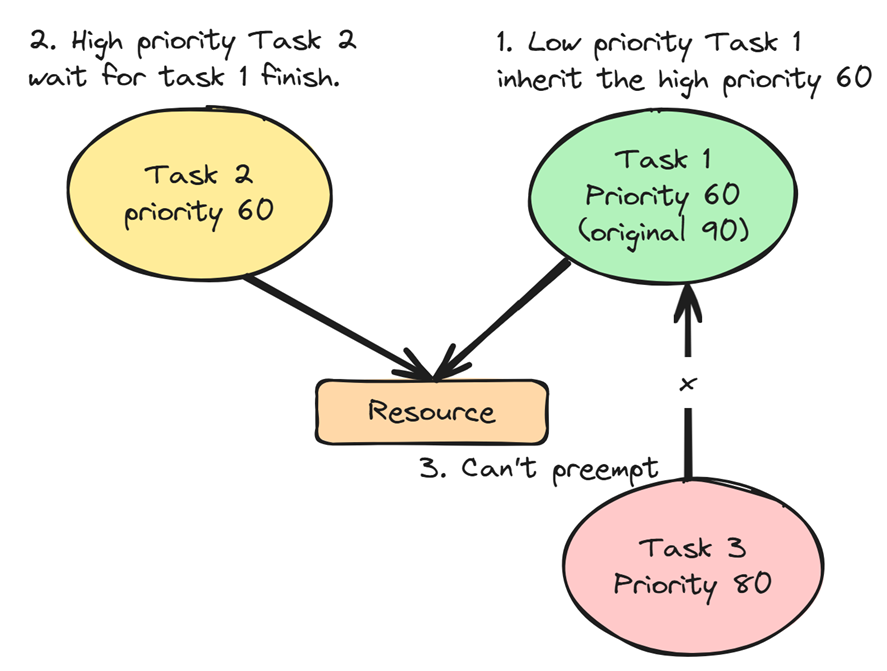 2. High priority Task 2
wait for task 1 finish.
1. Low priority Task 1
inherit the high priority 60
Task 2
priority 60
Task 1
Priority 60
(original 90)
x
Resource
3. Can't preempt
Task 3
Priority 80